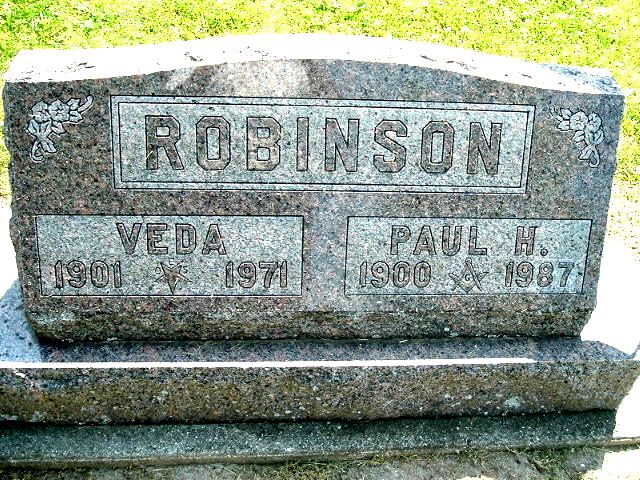 ROBINSON
VEDA
1901 1971
PAUL H.
1900 1987